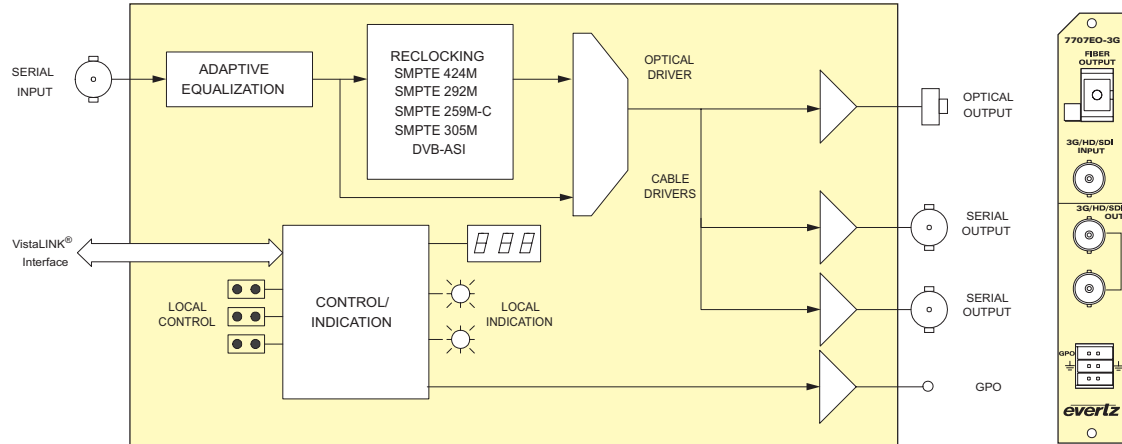 SERIAL
INPUT
ADAPTIVE
EQUALIZATION
RECLOCKING
SMPTE 424M
SMPTE 292M
SMPTE 259M-C
SMPTE 305M
DVB-ASI
OPTICAL
DRIVER
OPTICAL
OUTPUT
CABLE
DRIVERS
SERIAL
OUTPUT
SERIAL
OUTPUT
VistaLINK®
Interface
LOCAL
CONTROL
CONTROL/
INDICATION
888
LOCAL
INDICATION
GPO
7707EO-3G
FIBER
OUTPUT
3G/HD/SDI
INPUT
3G/HD/SDI
OUT
GPO
evertz